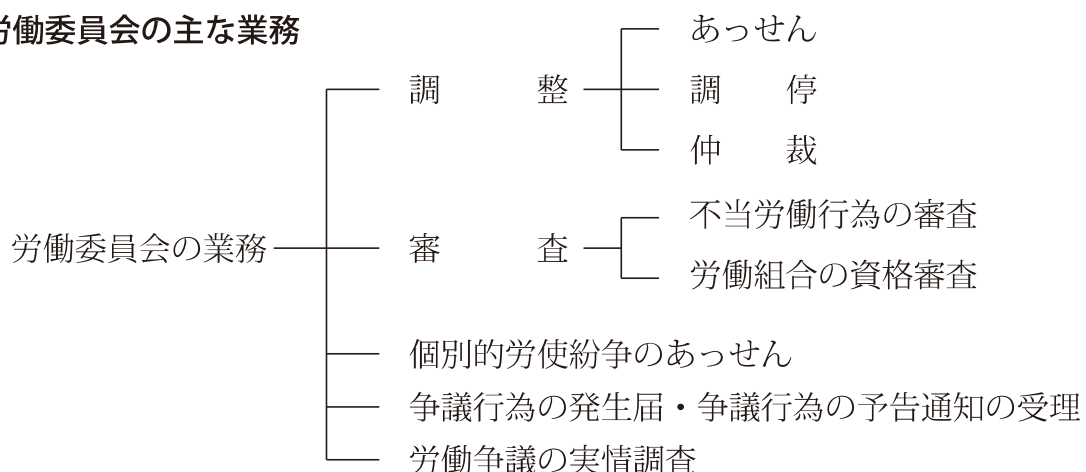 労働委員会の主な業務
労働委員会の業務
調整
あっせん
調停
仲裁
審査
不当労働行為の審査
労働組合の資格審査
個別的労使紛争のあっせん
争議行為の発生届・争議行為の予告通知の受理
労働争議の実情調査